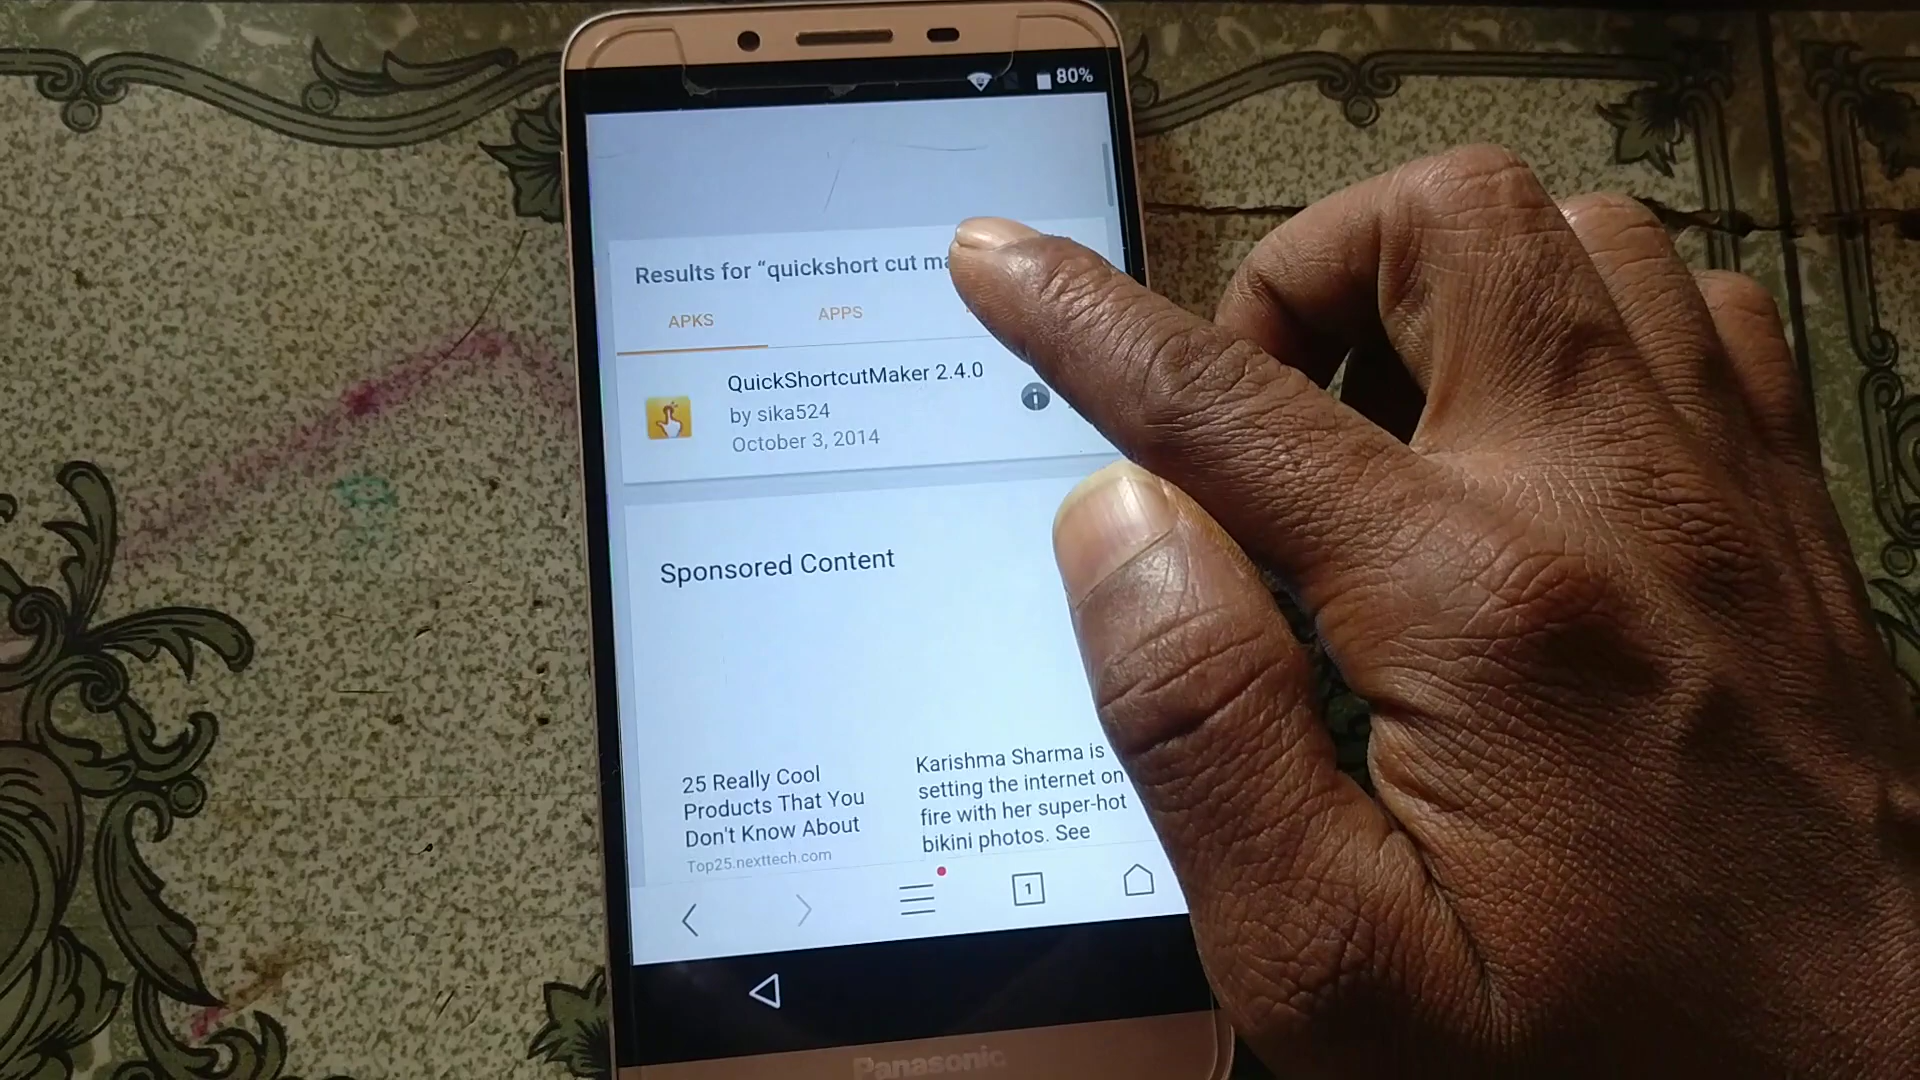 80%
Results for “quickshort cut
APKS
APPS
QuickShortcutMaker 2.4.0
by sika524
October 3, 2014
Sponsored Content
25 Really Cool
Products That You
Don't Know About
Top25.nexttech.com
Karishma Sharma is
setting the internet on
fire with her super-hot
bikini photos. See
1
Panasonic